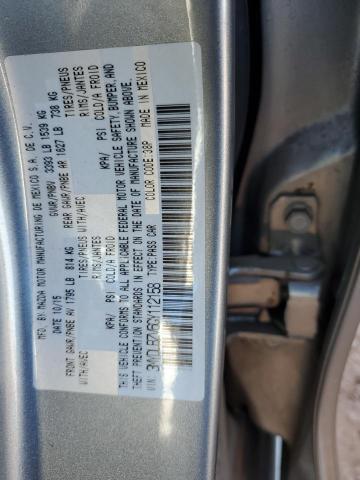 MFD. BY: MAZDA MOTOR MANUFACTURING DE MEXICO S.A. DE C.V.
DATE: 10/15 GVWR/PNBV 3393 LB 1539 KG
FRONT GAWR/PNBE AV 1795 LB 814 KG REAR GAWR/PNBE AR 1627 LB 738 KG
WITH/AVEC TIRES/PNEUS WITH/AVEC TIRES/PNEUS
RIMS/JANTES RIMS/JANTES
KPA/ PSI COLD/A FROID KPA/ PSI COLD/A FROID
THIS VEHICLE CONFORMS TO ALL APPLICABLE FEDERAL MOTOR VEHICLE SAFETY, BUMPER, AND
THEFT PREVENTION STANDARDS IN EFFECT ON THE DATE OF MANUFACTURE SHOWN ABOVE.
VIN: TYPE: PASS CAR COLOR CODE: 38P MADE IN MEXICO